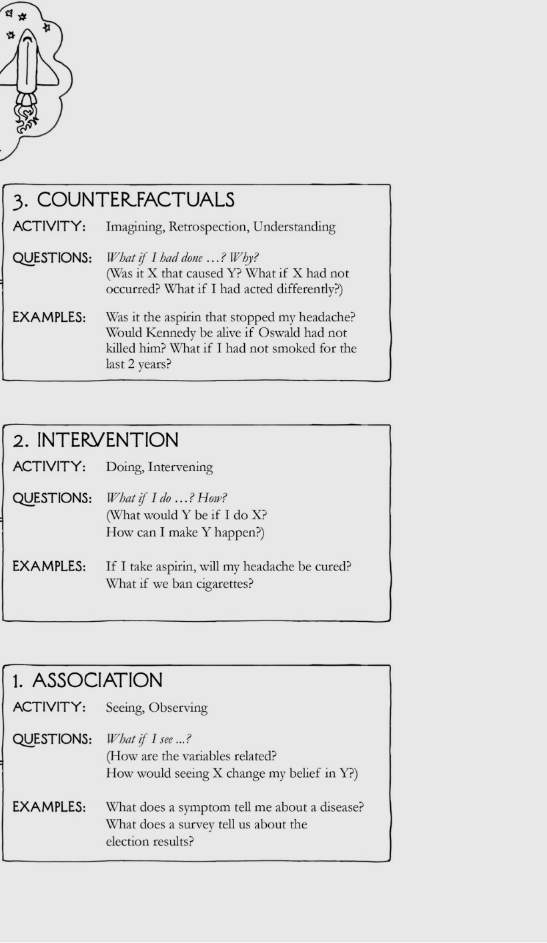 3. COUNTERFACTUALS
ACTIVITY: Imagining, Retrospection, Understanding
QUESTIONS: What if I had done ...? Why?
(Was it X that caused Y? What if X had not
occurred? What if I had acted differently?)
EXAMPLES: Was it the aspirin that stopped my headache?
Would Kennedy be alive if Oswald had not
killed him? What if I had not smoked for the
last 2 years?
2. INTERVENTION
ACTIVITY: Doing, Intervening
QUESTIONS: What if I do ...? How?
(What would Y be if I do X?
How can I make Y happen?)
EXAMPLES: If I take aspirin, will my headache be cured?
What if we ban cigarettes?
1. ASSOCIATION
ACTIVITY: Seeing, Observing
QUESTIONS: What if I see ...?
(How are the variables related?
How would seeing X change my belief in Y?)
EXAMPLES: What does a symptom tell me about a disease?
What does a survey tell us about the
election results?